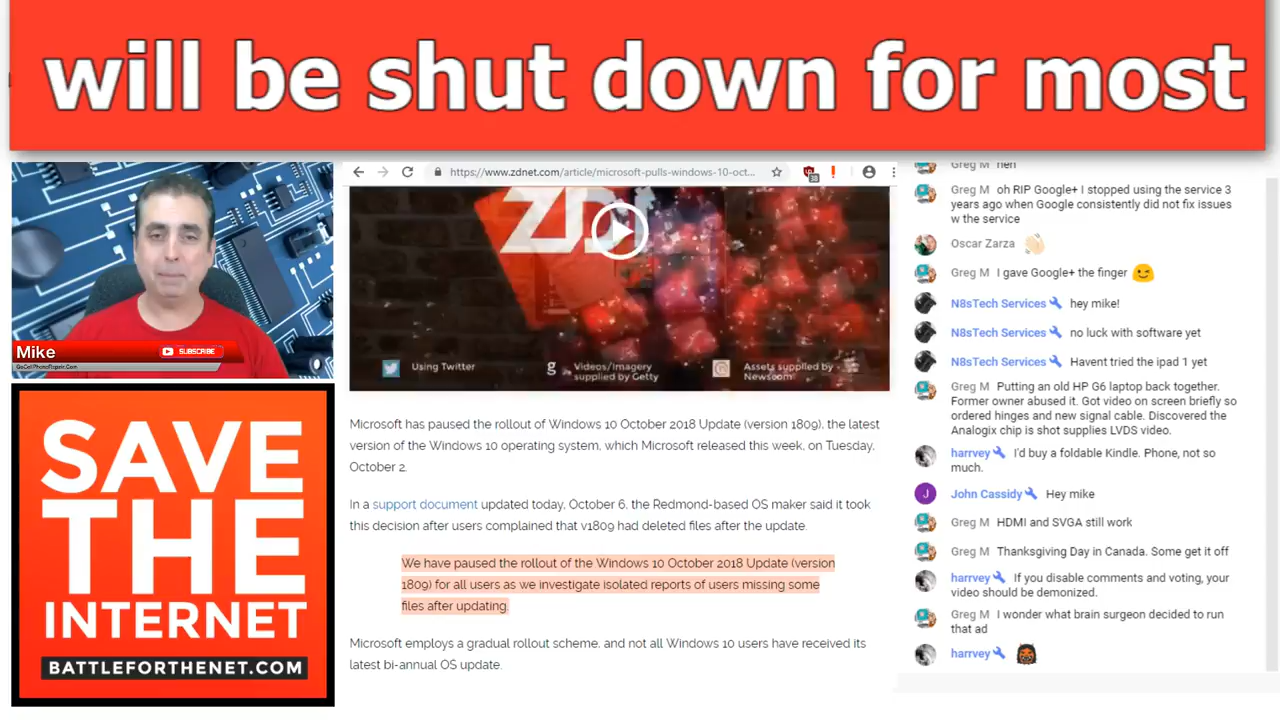 will be shut down for most
Mike
SUBSCRIBE
GoCellPhoneRepair.Com
SAVE
THE
INTERNET
BATTLEFORTHENET.COM
https://www.zdnet.com/article/microsoft-pulls-windows-10-oct...
38
ZD
Using Twitter
Videos/Imagery
supplied by Getty
Assets supplied by
Newsroom
Microsoft has paused the rollout of Windows 10 October 2018 Update (version 1809), the latest
version of the Windows 10 operating system, which Microsoft released this week, on Tuesday,
October 2.
In a support document updated today, October 6, the Redmond-based OS maker said it took
this decision after users complained that v1809 had deleted files after the update.
We have paused the rollout of the Windows 10 October 2018 Update (version
1809) for all users as we investigate isolated reports of users missing some
files after updating.
Microsoft employs a gradual rollout scheme, and not all Windows 10 users have received its
latest bi-annual OS update.
Greg M heh
Greg M oh RIP Google+ I stopped using the service 3
years ago when Google consistently did not fix issues
w the service
Oscar Zarza 👋🏻
Greg M I gave Google+ the finger 😉
N8sTech Services hey mike!
N8sTech Services no luck with software yet
N8sTech Services Havent tried the ipad 1 yet
Greg M Putting an old HP G6 laptop back together.
Former owner abused it. Got video on screen briefly so
ordered hinges and new signal cable. Discovered the
Analogix chip is shot supplies LVDS video.
harrvey I'd buy a foldable Kindle. Phone, not so
much.
J
John Cassidy Hey mike
Greg M HDMI and SVGA still work
Greg M Thanksgiving Day in Canada. Some get it off
harrvey If you disable comments and voting, your
video should be demonized.
Greg M I wonder what brain surgeon decided to run
that ad
harrvey